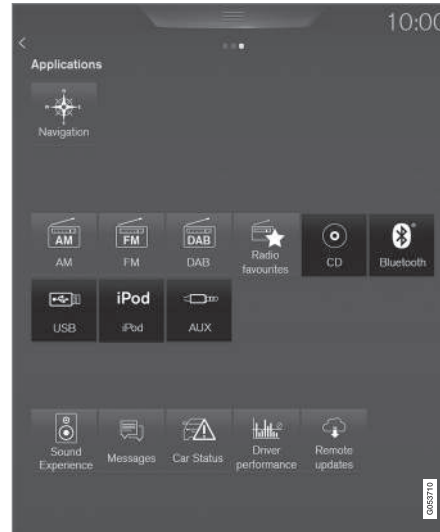 10:00
Applications
Navigation
AM FM DAB
AM FM DAB Radio favourites CD Bluetooth
iPod
USB iPod AUX
Sound Experience Messages Car Status Driver performance Remote updates
G053710